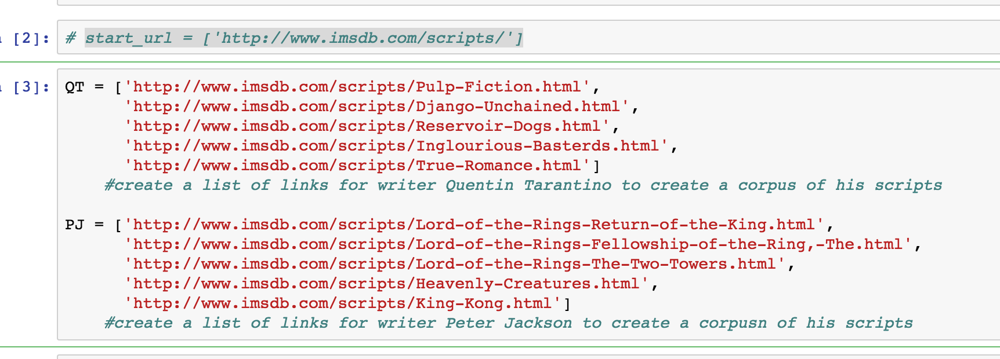 [2]: # start_url = ['http://www.imsdb.com/scripts/']
[3]: QT = ['http://www.imsdb.com/scripts/Pulp-Fiction.html',
'http://www.imsdb.com/scripts/Django-Unchained.html',
'http://www.imsdb.com/scripts/Reservoir-Dogs.html',
'http://www.imsdb.com/scripts/Inglourious-Basterds.html',
'http://www.imsdb.com/scripts/True-Romance.html']
#create a list of links for writer Quentin Tarantino to create a corpus of his scripts
PJ = ['http://www.imsdb.com/scripts/Lord-of-the-Rings-Return-of-the-King.html',
'http://www.imsdb.com/scripts/Lord-of-the-Rings-Fellowship-of-the-Ring,-The.html',
'http://www.imsdb.com/scripts/Lord-of-the-Rings-The-Two-Towers.html',
'http://www.imsdb.com/scripts/Heavenly-Creatures.html',
'http://www.imsdb.com/scripts/King-Kong.html']
#create a list of links for writer Peter Jackson to create a corpusn of his scripts